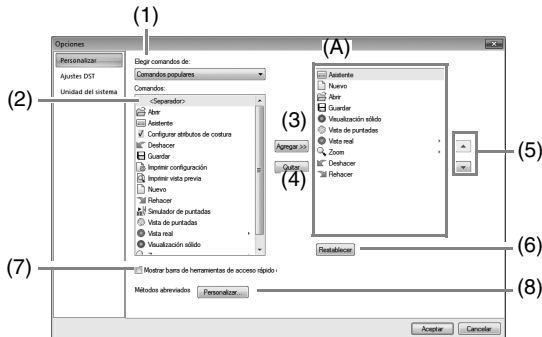 (1)
Opciones
(A)
Personalizar
Ajustes DST
Unidad del sistema
Elegir comandos de:
Comandos populares
Comandos:
(2)
<Separador>
Abrir
Asistente
Configurar atributos de costura
Deshacer
Guardar
Imprimir configuración
Imprimir vista previa
Nuevo
Rehacer
Simulador de puntadas
Vista de puntadas
Vista real
Visualización sólido
(3)
Agregar >>
Quitar
(4)
Asistente
Nuevo
Abrir
Guardar
Visualización sólido
Vista de puntadas
Vista real
Zoom
Deshacer
Rehacer
(5)
Restablecer
(6)
(7)
Mostrar barra de herramientas de acceso rápido
Métodos abreviados
Personalizar...
(8)
Aceptar
Cancelar